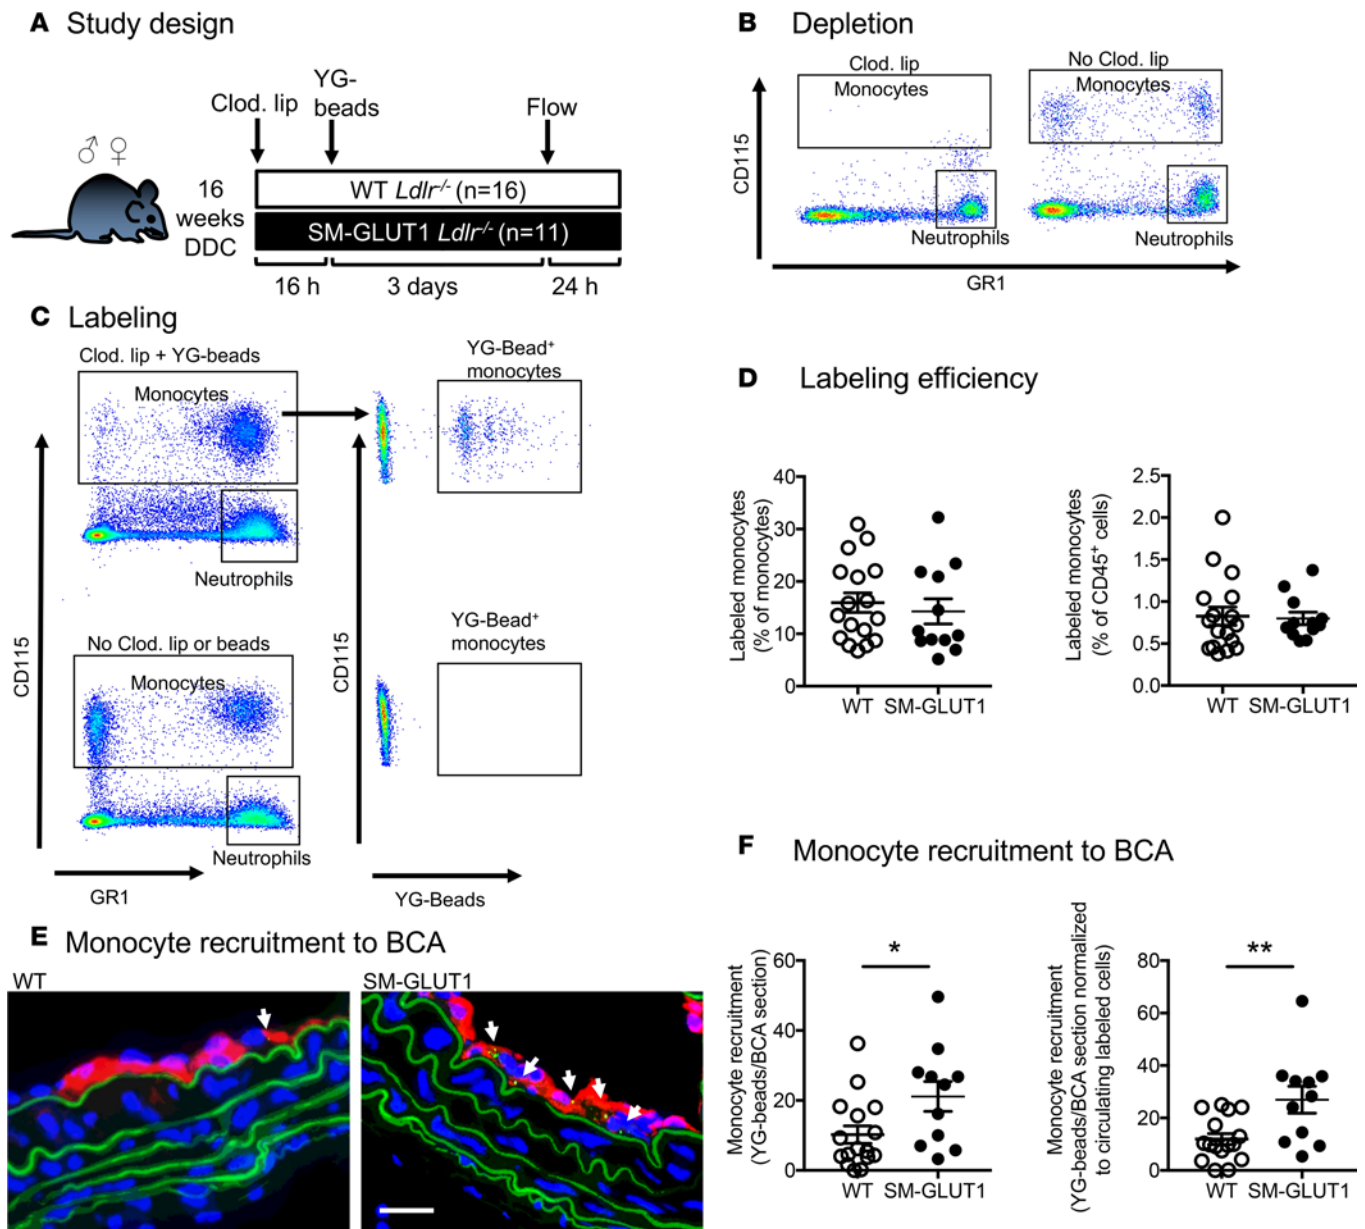 A Study design
Clod. lip
YG-
beads
Flow
♂ ♀
16
weeks
DDC
WT Ldlr-/- (n=16)
SM-GLUT1 Ldlr-/- (n=11)
16 h
3 days
24 h
B Depletion
Clod. lip
No Clod. lip
Monocytes
Monocytes
CD115
Neutrophils
Neutrophils
GR1
C Labeling
Clod. lip + YG-beads
Monocytes
YG-Bead+
monocytes
Neutrophils
No Clod. lip or beads
Monocytes
YG-Bead+
monocytes
CD115
CD115
Neutrophils
GR1
YG-Beads
D Labeling efficiency
Labeled monocytes
(% of monocytes)
40
30
20
10
0
WT SM-GLUT1
Labeled monocytes
(% of CD45+ cells)
2.5
2.0
1.5
1.0
0.5
0.0
WT SM-GLUT1
E Monocyte recruitment to BCA
WT
SM-GLUT1
F Monocyte recruitment to BCA
Monocyte recruitment
(YG-beads/BCA section)
60
40
20
0
*
WT SM-GLUT1
Monocyte recruitment
(YG-beads/BCA section normalized
to circulating labeled cells)
80
60
40
20
0
**
WT SM-GLUT1